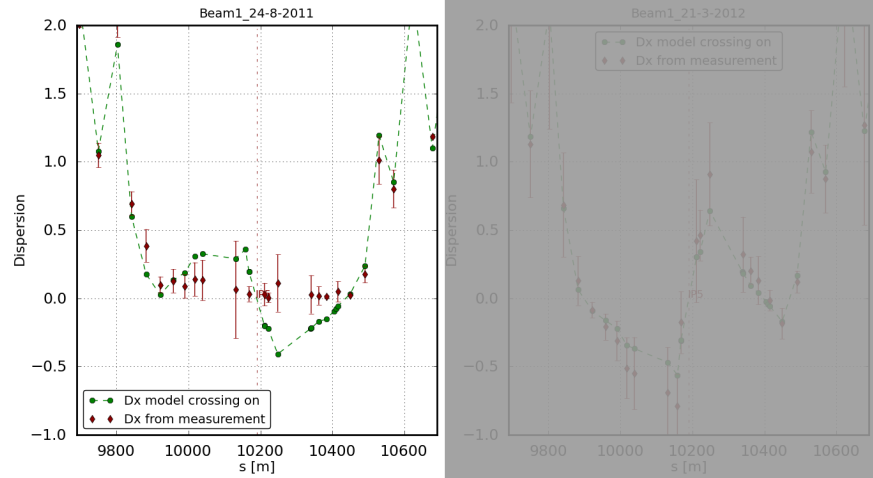 Beam1_24-8-2011
2.0
1.5
1.0
0.5
0.0
−0.5
−1.0
Dispersion
Dx model crossing on
Dx from measurement
9800 10000 10200 10400 10600
s [m]
Beam1_21-3-2012
Dx model crossing on
Dx from measurement
2.0
1.5
1.0
0.5
0.0
−0.5
−1.0
Dispersion
9800 10000 10200 10400 10600
s [m]